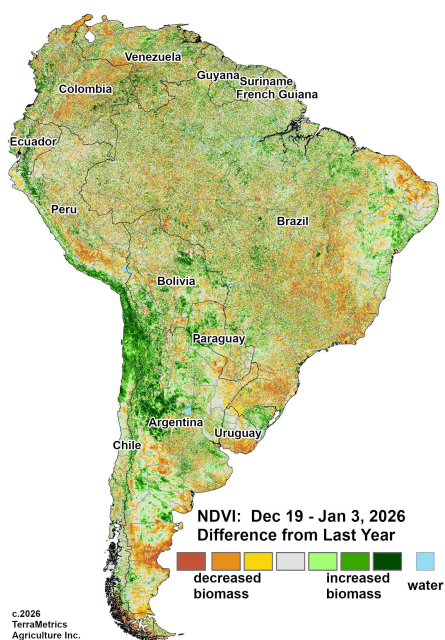 Venezuela
Guyana
Suriname
French Guiana
Colombia
Ecuador
Peru
Brazil
Bolivia
Paraguay
Argentina
Uruguay
Chile
NDVI: Dec 19 - Jan 3, 2026
Difference from Last Year
decreased
biomass
increased
biomass
water
c.2026
TerraMetrics
Agriculture Inc.